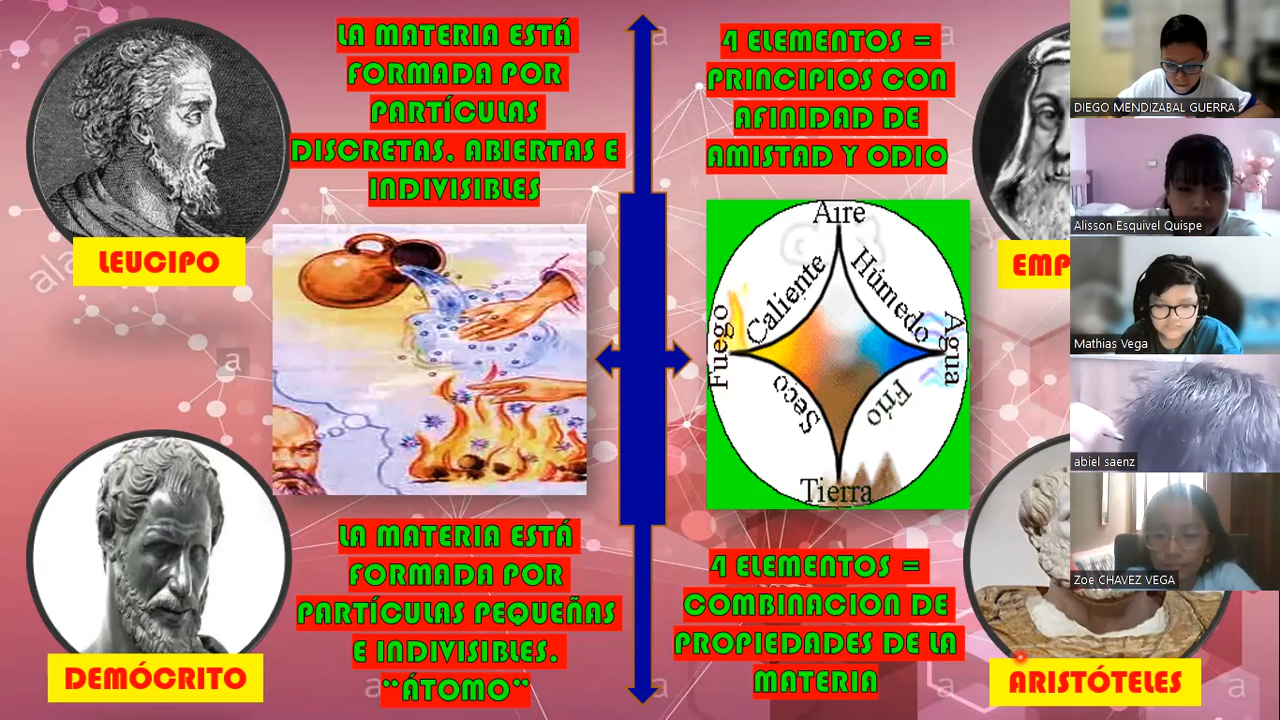 LA MATERIA ESTÁ
FORMADA POR
PARTÍCULAS
DISCRETAS, ABIERTAS E
INDIVISIBLES
LEUCIPO
4 ELEMENTOS =
PRINCIPIOS CON
AFINIDAD DE
AMISTAD Y ODIO
EMP
Aire
Caliente
Húmedo
Fuego
Agua
Seco
Frío
Tierra
LA MATERIA ESTÁ
FORMADA POR
PARTÍCULAS PEQUEÑAS
E INDIVISIBLES.
"ÁTOMO"
DEMÓCRITO
4 ELEMENTOS =
COMBINACION DE
PROPIEDADES DE LA
MATERIA
ARISTÓTELES
DIEGO MENDIZABAL GUERRA
Alisson Esquivel Quispe
Mathias Vega
abiel saenz
Zoe CHAVEZ VEGA